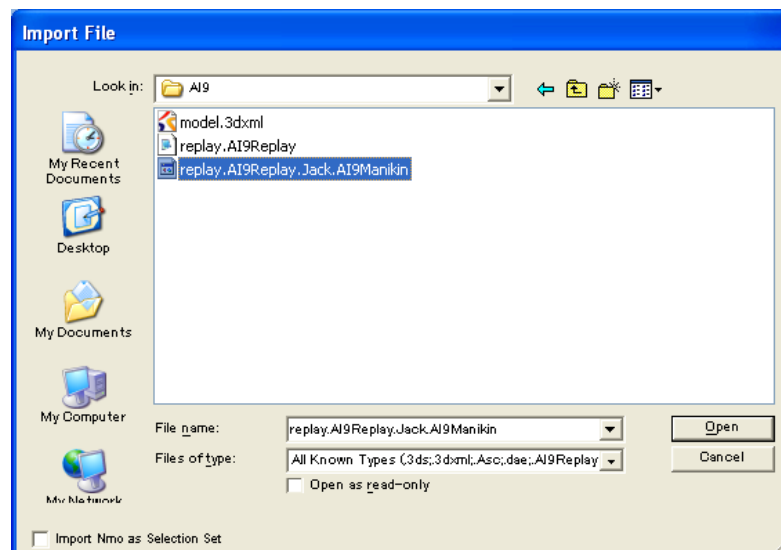 Import File
Look in:
AI9
model.3dxml
replay.AI9Replay
replay.AI9Replay.Jack.AI9Manikin
My Recent
Documents
Desktop
My Documents
My Computer
My Network
File name:
replay.AI9Replay.Jack.AI9Manikin
Open
Files of type:
All Known Types (.3ds;.3dxml;.Asc;.dae;.AI9Replay
Cancel
Open as read-only
Import Nmo as Selection Set